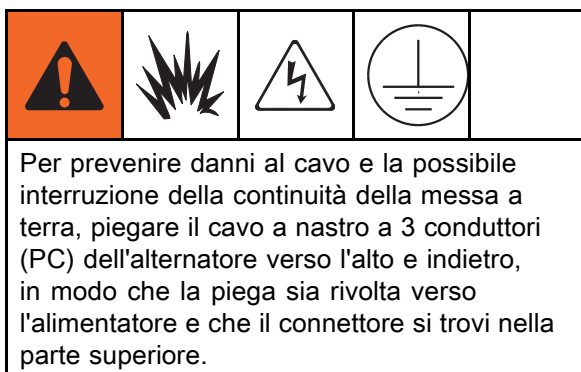 Per prevenire danni al cavo e la possibile
interruzione della continuità della messa a
terra, piegare il cavo a nastro a 3 conduttori
(PC) dell'alternatore verso l'alto e indietro,
in modo che la piega sia rivolta verso
l'alimentatore e che il connettore si trovi nella
parte superiore.